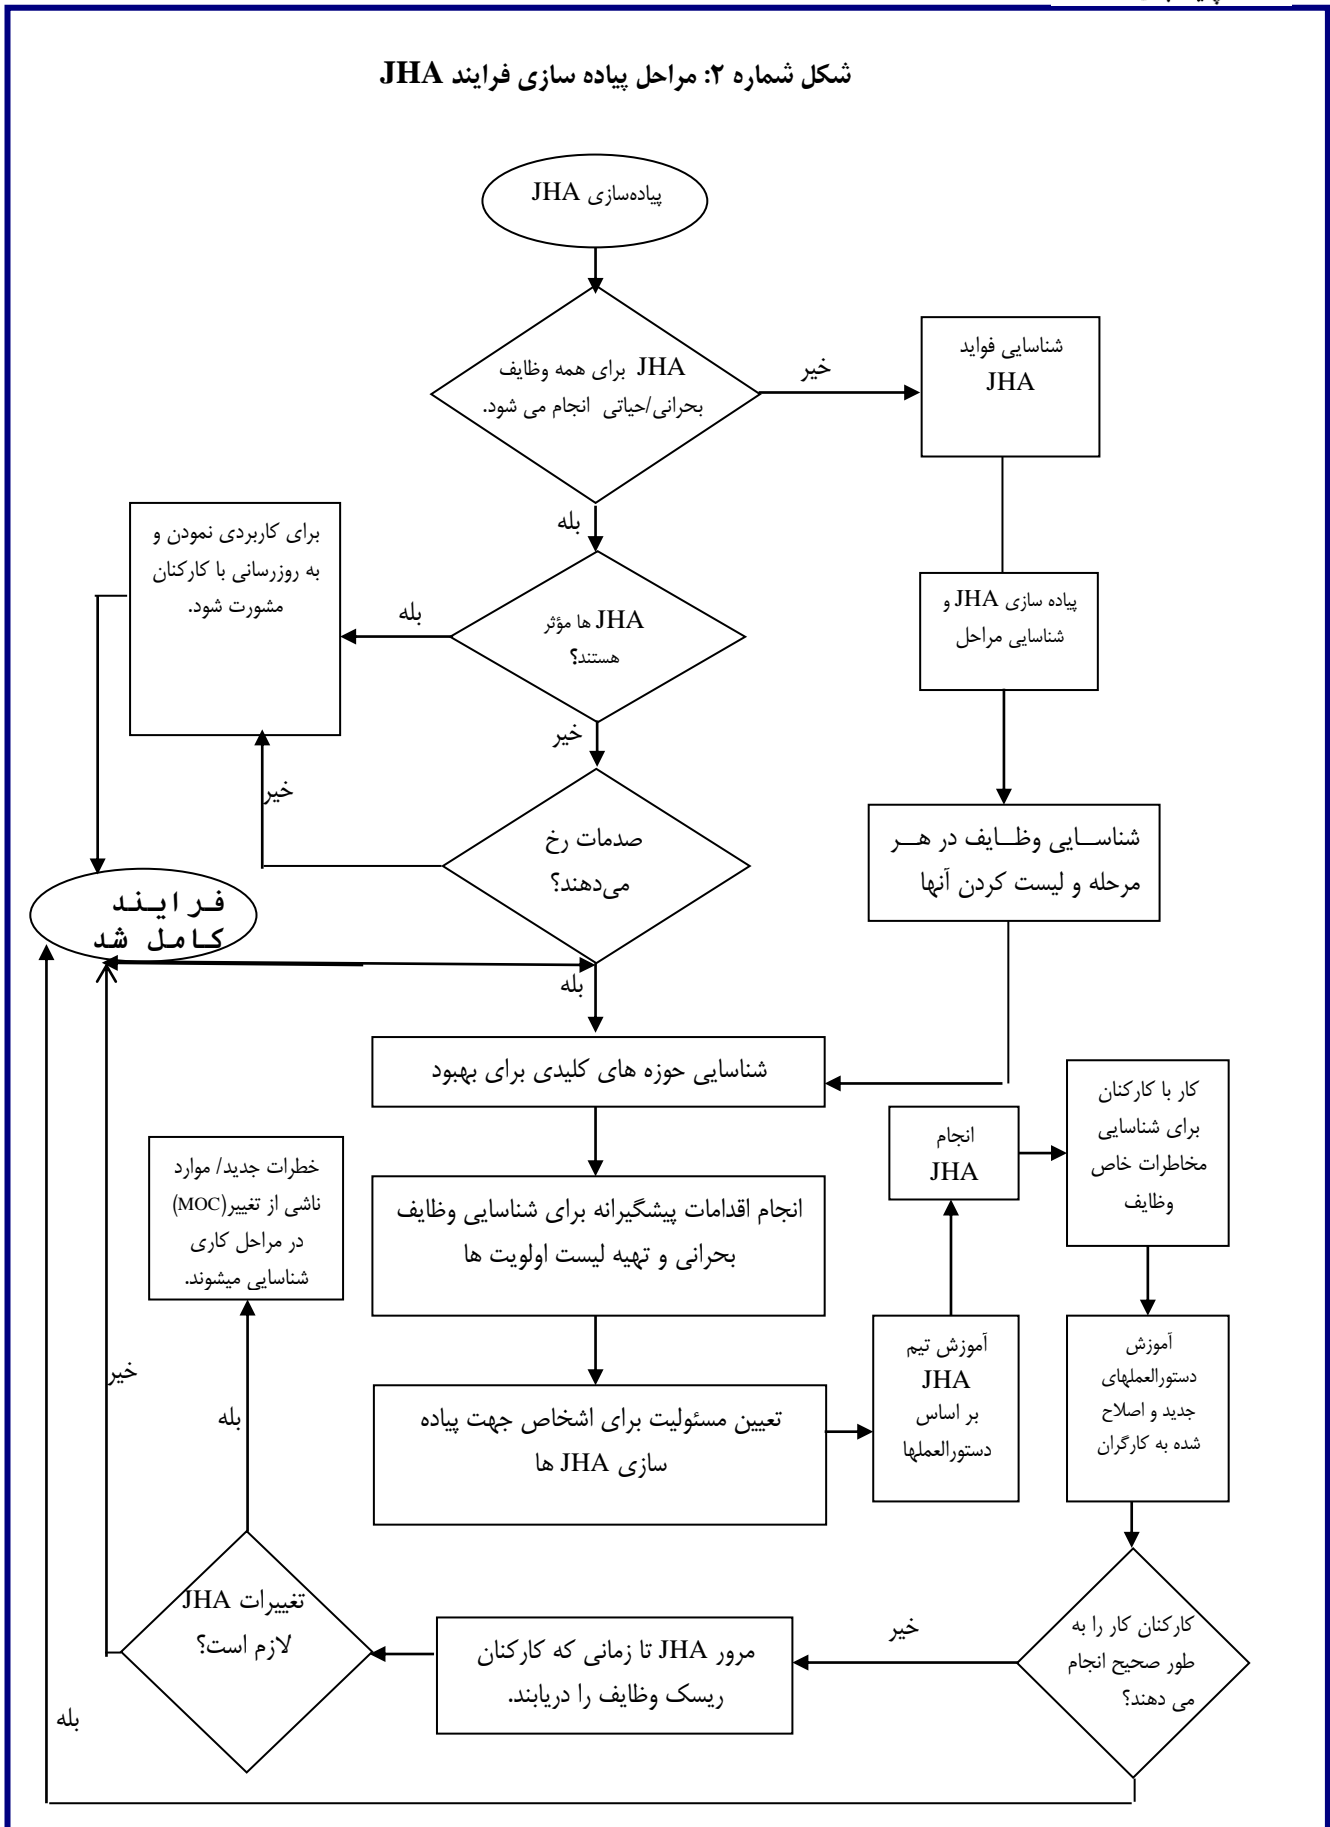 شکل شماره ۲: مراحل پیاده سازی فرایند JHA
پیاده‌سازی JHA
JHA برای همه وظایف
بحرانی/حیاتی انجام می شود.
خیر
شناسایی فواید
JHA
بله
برای کاربردی نمودن و
به روزرسانی با کارکنان
مشورت شود.
بله
JHA ها مؤثر
هستند؟
پیاده سازی JHA و
شناسایی مراحل
خیر
خیر
صدمات رخ
می‌دهند؟
شناسایی وظایف در هر
مرحله و لیست کردن آنها
فرایند
کامل شد
بله
شناسایی حوزه های کلیدی برای بهبود
کار با کارکنان
برای شناسایی
مخاطرات خاص
وظایف
انجام
JHA
خطرات جدید/ موارد
ناشی از تغییر(MOC)
در مراحل کاری
شناسایی میشوند.
انجام اقدامات پیشگیرانه برای شناسایی وظایف
بحرانی و تهیه لیست اولویت ها
آموزش تیم
JHA
بر اساس
دستورالعملها
آموزش
دستورالعملهای
جدید و اصلاح
شده به کارگران
خیر
بله
تعیین مسئولیت برای اشخاص جهت پیاده
سازی JHA ها
تغییرات JHA
لازم است؟
مرور JHA تا زمانی که کارکنان
ریسک وظایف را دریابند.
خیر
کارکنان کار را به
طور صحیح انجام
می دهند؟
بله